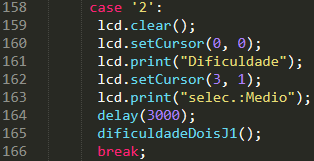 158 case '2':
159 lcd.clear();
160 lcd.setCursor(0, 0);
161 lcd.print("Dificuldade");
162 lcd.setCursor(3, 1);
163 lcd.print("selec.:Medio");
164 delay(3000);
165 dificuldadeDoisJ1();
166 break;